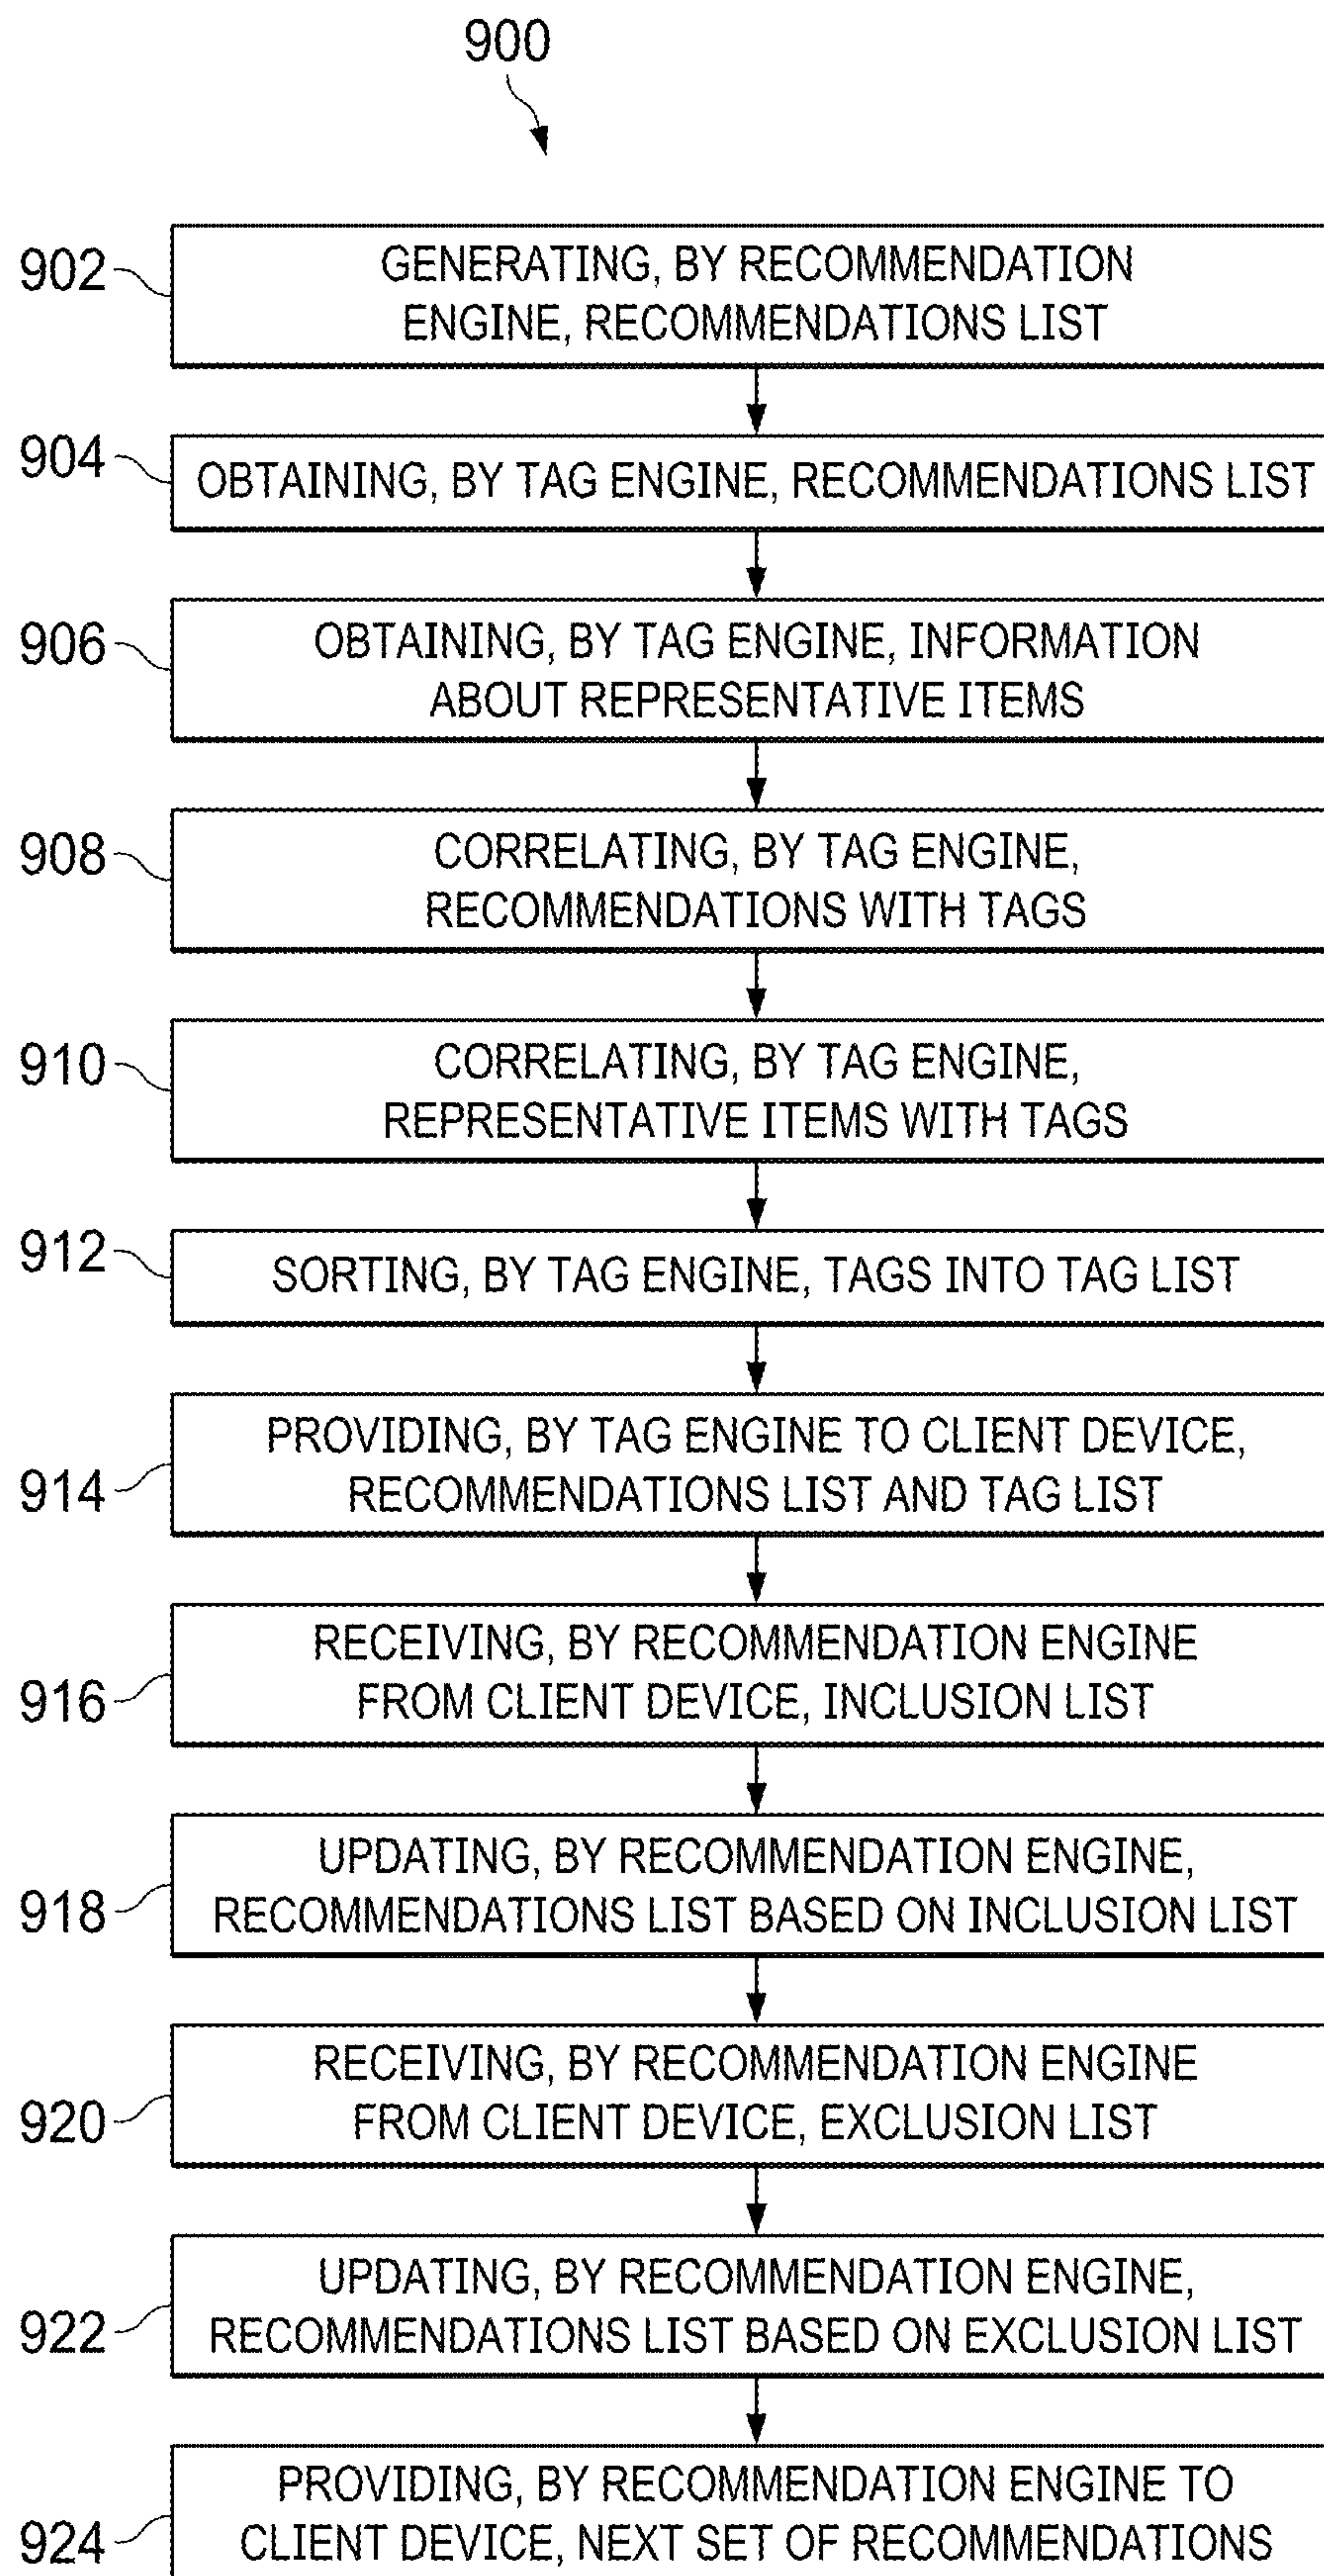 900
902
GENERATING, BY RECOMMENDATION
ENGINE, RECOMMENDATIONS LIST
904
OBTAINING, BY TAG ENGINE, RECOMMENDATIONS LIST
906
OBTAINING, BY TAG ENGINE, INFORMATION
ABOUT REPRESENTATIVE ITEMS
908
CORRELATING, BY TAG ENGINE,
RECOMMENDATIONS WITH TAGS
910
CORRELATING, BY TAG ENGINE,
REPRESENTATIVE ITEMS WITH TAGS
912
SORTING, BY TAG ENGINE, TAGS INTO TAG LIST
914
PROVIDING, BY TAG ENGINE TO CLIENT DEVICE,
RECOMMENDATIONS LIST AND TAG LIST
916
RECEIVING, BY RECOMMENDATION ENGINE
FROM CLIENT DEVICE, INCLUSION LIST
918
UPDATING, BY RECOMMENDATION ENGINE,
RECOMMENDATIONS LIST BASED ON INCLUSION LIST
920
RECEIVING, BY RECOMMENDATION ENGINE
FROM CLIENT DEVICE, EXCLUSION LIST
922
UPDATING, BY RECOMMENDATION ENGINE,
RECOMMENDATIONS LIST BASED ON EXCLUSION LIST
924
PROVIDING, BY RECOMMENDATION ENGINE TO
CLIENT DEVICE, NEXT SET OF RECOMMENDATIONS